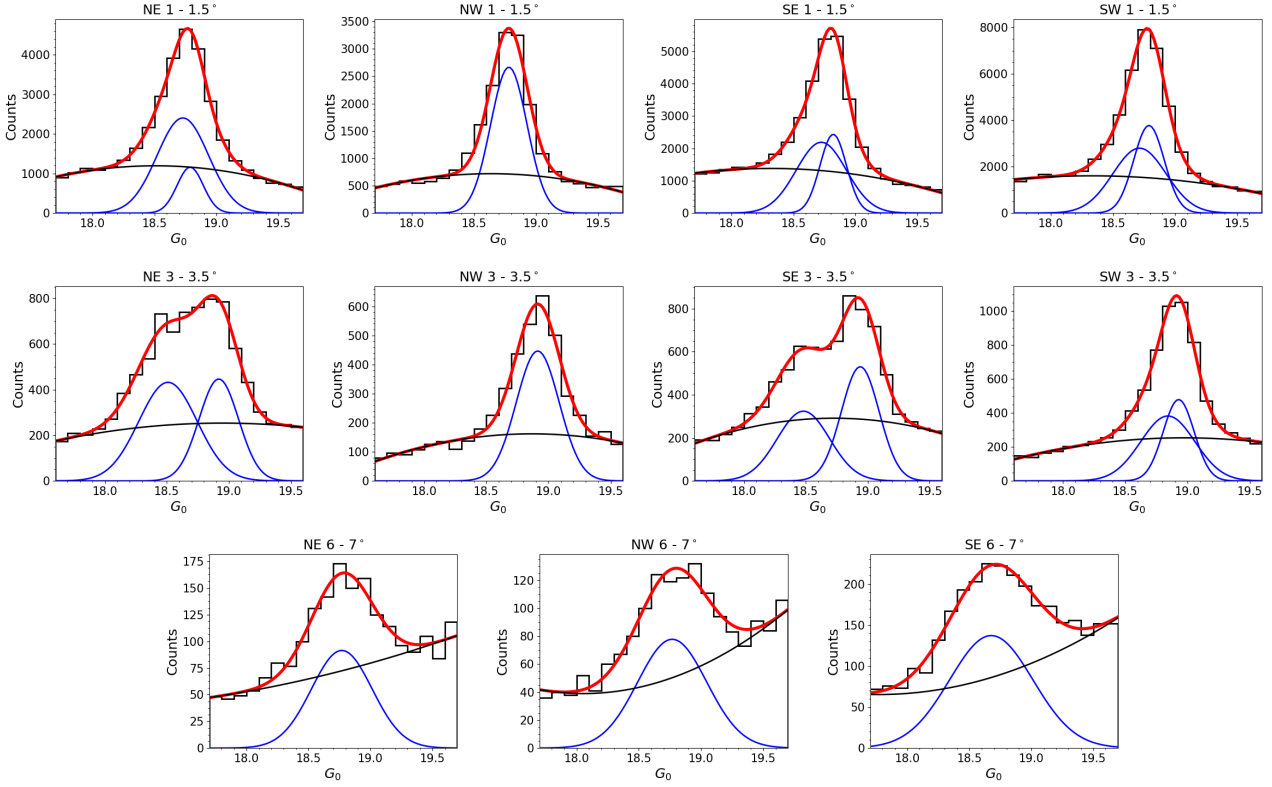 NE 1 - 1.5°
Counts
4000
3000
2000
1000
0
18.0 18.5 19.0 19.5
G₀
NW 1 - 1.5°
Counts
3500
3000
2500
2000
1500
1000
500
0
18.0 18.5 19.0 19.5
G₀
SE 1 - 1.5°
Counts
5000
4000
3000
2000
1000
0
18.0 18.5 19.0 19.5
G₀
SW 1 - 1.5°
Counts
8000
6000
4000
2000
0
18.0 18.5 19.0 19.5
G₀
NE 3 - 3.5°
Counts
800
600
400
200
0
18.0 18.5 19.0 19.5
G₀
NW 3 - 3.5°
Counts
600
500
400
300
200
100
0
18.0 18.5 19.0 19.5
G₀
SE 3 - 3.5°
Counts
800
600
400
200
0
18.0 18.5 19.0 19.5
G₀
SW 3 - 3.5°
Counts
1000
800
600
400
200
0
18.0 18.5 19.0 19.5
G₀
NE 6 - 7°
Counts
175
150
125
100
75
50
25
0
18.0 18.5 19.0 19.5
G₀
NW 6 - 7°
Counts
120
100
80
60
40
20
0
18.0 18.5 19.0 19.5
G₀
SE 6 - 7°
Counts
200
150
100
50
0
18.0 18.5 19.0 19.5
G₀